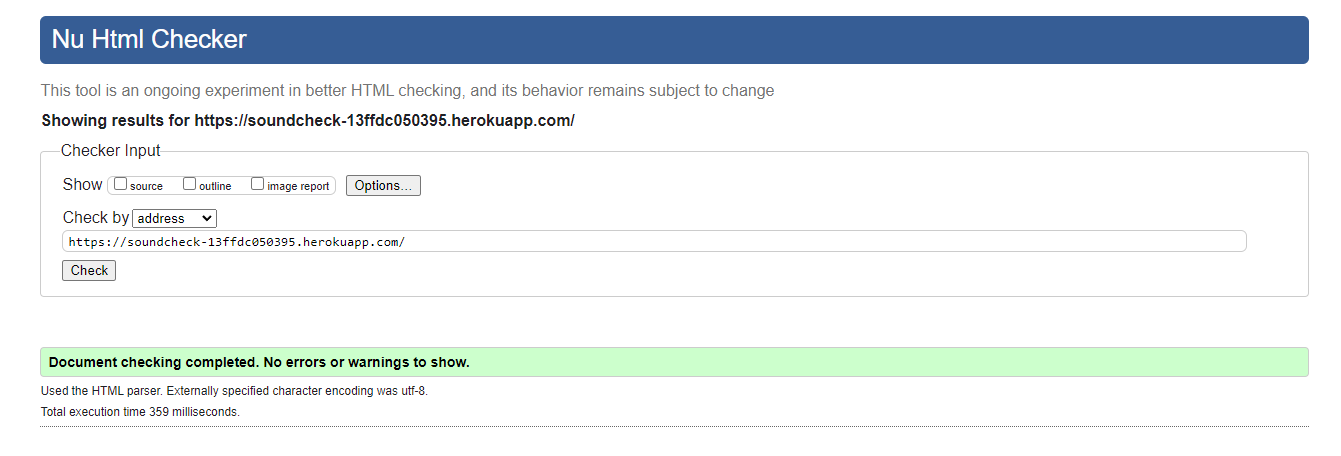 Nu Html Checker
This tool is an ongoing experiment in better HTML checking, and its behavior remains subject to change
Showing results for https://soundcheck-13ffdc050395.herokuapp.com/
Checker Input
Show source outline image report Options...
Check by address
https://soundcheck-13ffdc050395.herokuapp.com/
Check
Document checking completed. No errors or warnings to show.
Used the HTML parser. Externally specified character encoding was utf-8.
Total execution time 359 milliseconds.